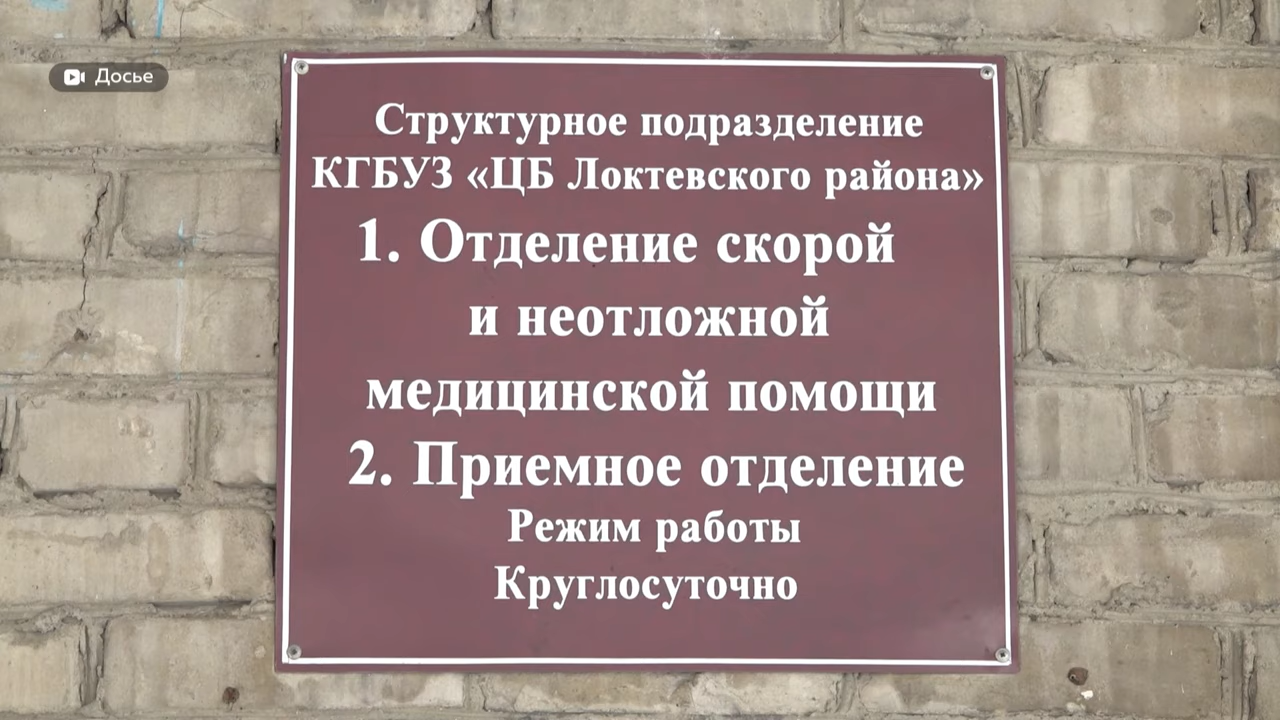 Досье
Структурное подразделение
КГБУЗ «ЦБ Локтевского района»
1. Отделение скорой
и неотложной
медицинской помощи
2. Приемное отделение
Режим работы
Круглосуточно